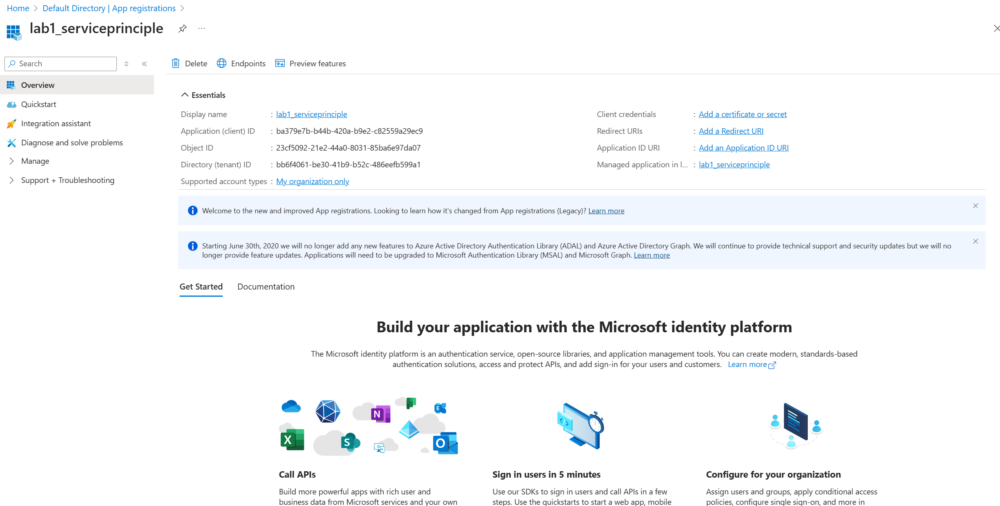 Home > Default Directory | App registrations >
lab1_serviceprinciple
...
Search
Delete
Endpoints
Preview features
Overview
Quickstart
Integration assistant
Diagnose and solve problems
Manage
Support + Troubleshooting
Essentials
Display name : lab1_serviceprinciple
Application (client) ID : ba379e7b-b44b-420a-b9e2-c82559a29ec9
Object ID : 23cf5092-21e2-44a0-8031-85ba6e97da07
Directory (tenant) ID : bb6f4061-be30-41b9-b52c-486eefb599a1
Supported account types : My organization only
Client credentials : Add a certificate or secret
Redirect URIs : Add a Redirect URI
Application ID URI : Add an Application ID URI
Managed application in l... : lab1_serviceprinciple
Welcome to the new and improved App registrations. Looking to learn how it's changed from App registrations (Legacy)? Learn more
Starting June 30th, 2020 we will no longer add any new features to Azure Active Directory Authentication Library (ADAL) and Azure Active Directory Graph. We will continue to provide technical support and security updates but we will no
longer provide feature updates. Applications will need to be upgraded to Microsoft Authentication Library (MSAL) and Microsoft Graph. Learn more
Get Started
Documentation
Build your application with the Microsoft identity platform
The Microsoft identity platform is an authentication service, open-source libraries, and application management tools. You can create modern, standards-based
authentication solutions, access and protect APIs, and add sign-in for your users and customers. Learn more
N
E
X
S
O
</>
Call APIs
Build more powerful apps with rich user and
business data from Microsoft services and your own
Sign in users in 5 minutes
Use our SDKs to sign in users and call APIs in a few
steps. Use the quickstarts to start a web app, mobile
Configure for your organization
Assign users and groups, apply conditional access
policies, configure single sign-on, and more in